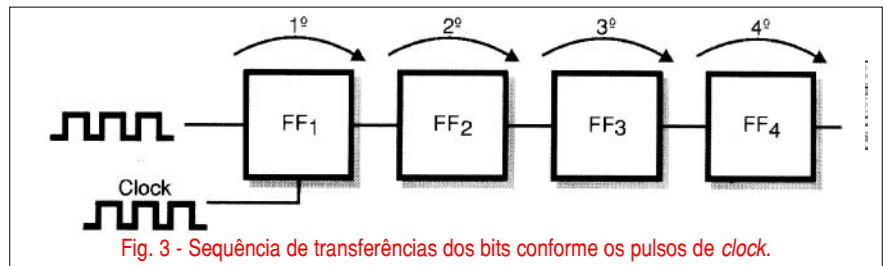 1º 2º 3º 4º
FF₁ FF₂ FF₃ FF₄
Clock
Fig. 3 - Sequência de transferências dos bits conforme os pulsos de clock.